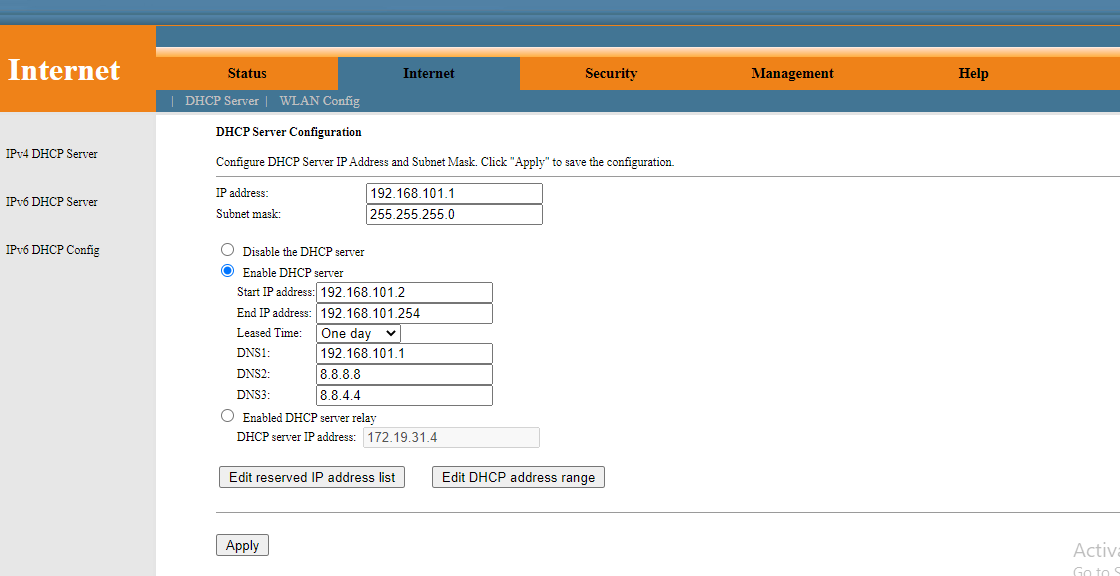 Internet
Status Internet Security Management Help
| DHCP Server | WLAN Config
IPv4 DHCP Server
IPv6 DHCP Server
IPv6 DHCP Config
DHCP Server Configuration
Configure DHCP Server IP Address and Subnet Mask. Click "Apply" to save the configuration.
IP address: 192.168.101.1
Subnet mask: 255.255.255.0
Disable the DHCP server
Enable DHCP server
Start IP address: 192.168.101.2
End IP address: 192.168.101.254
Leased Time: One day
DNS1: 192.168.101.1
DNS2: 8.8.8.8
DNS3: 8.8.4.4
Enabled DHCP server relay
DHCP server IP address: 172.19.31.4
Edit reserved IP address list Edit DHCP address range
Apply
Go to